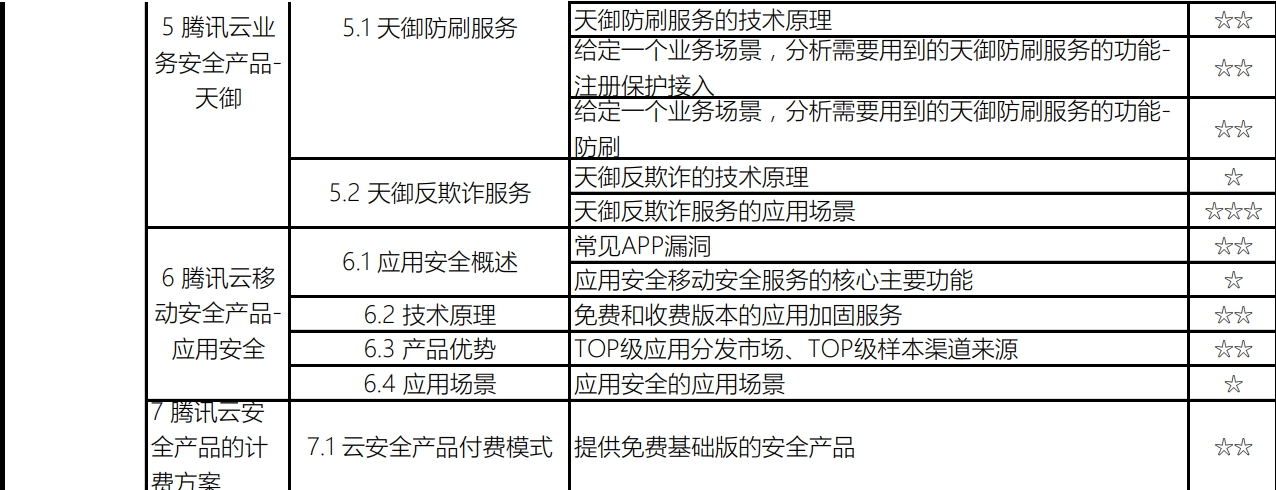 5 腾讯云业
务安全产品-
天御
5.1 天御防刷服务
天御防刷服务的技术原理
☆☆
给定一个业务场景，分析需要用到的天御防刷服务的功能-
注册保护接入
☆☆
给定一个业务场景，分析需要用到的天御防刷服务的功能-
防刷
☆☆
5.2 天御反欺诈服务
天御反欺诈的技术原理
☆
天御反欺诈服务的应用场景
☆☆☆
6 腾讯云移
动安全产品-
应用安全
6.1 应用安全概述
常见APP漏洞
☆☆
应用安全移动安全服务的核心主要功能
☆
6.2 技术原理
免费和收费版本的应用加固服务
☆☆
6.3 产品优势
TOP级应用分发市场、TOP级样本渠道来源
☆☆
6.4 应用场景
应用安全的应用场景
☆
7 腾讯云安
全产品的计
费方案
7.1 云安全产品付费模式
提供免费基础版的安全产品
☆☆